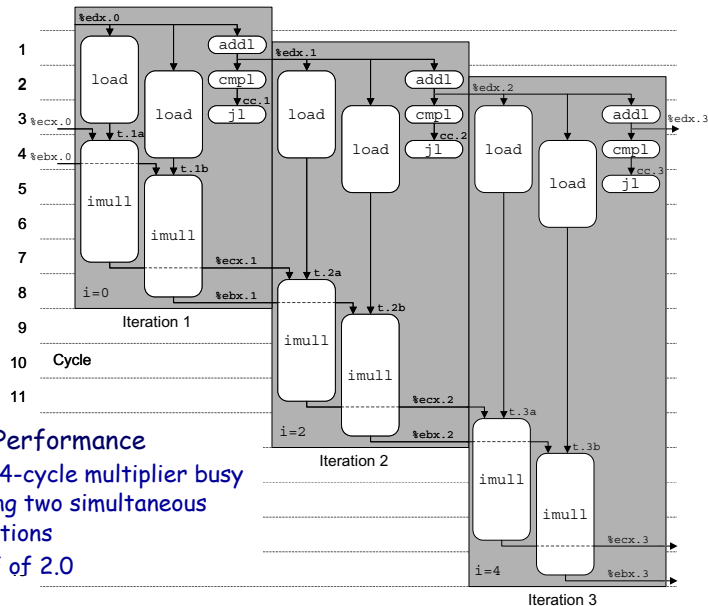 %edx.0
1
addl
%edx.1
load
2
cmpl
addl
load
load
cc.1
%edx.2
3
jl
cmpl
addl
%ecx.0
t.1a
load
cc.2
load
%edx.3
4
jl
cmpl
%ebx.0
t.1b
load
cc.3
5
imull
jl
imull
6
7
%ecx.1
t.2a
8
i=0
%ebx.1
t.2b
Iteration 1
9
imull
10
Cycle
imull
11
%ecx.2
t.3a
Performance
i=2
%ebx.2
t.3b
Iteration 2
4-cycle multiplier busy
ng two simultaneous
imull
imull
%ecx.3
of 2.0
i=4
%ebx.3
Iteration 3